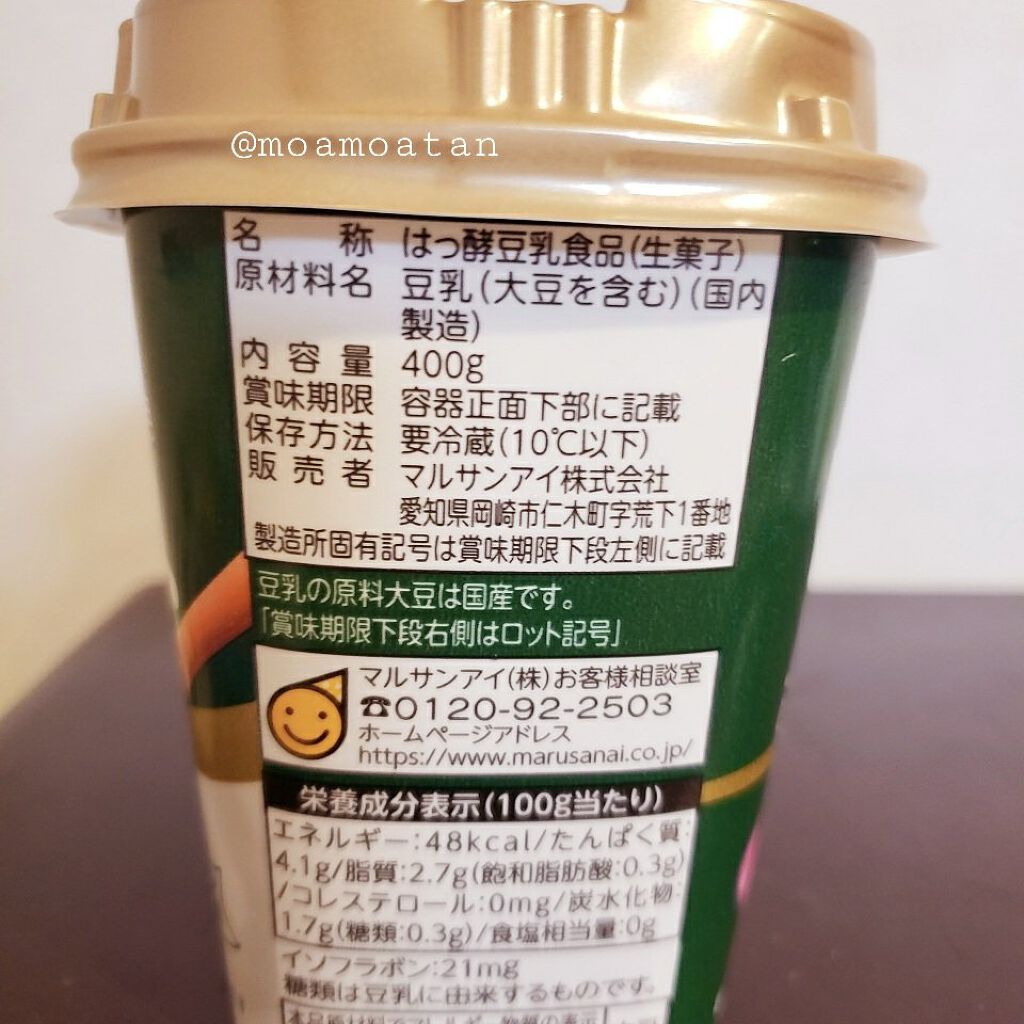 @moamoatan
名称 はっ酵豆乳食品(生菓子)
原材料名 豆乳(大豆を含む)(国内
製造)
内容量 400g
賞味期限 容器正面下部に記載
保存方法 要冷蔵(10℃以下)
販売者 マルサンアイ株式会社
愛知県岡崎市仁木町字荒下1番地
製造所固有記号は賞味期限下段左側に記載
豆乳の原料大豆は国産です。
「賞味期限下段右側はロット記号」
マルサンアイ(株)お客様相談室
☎0120-92-2503
ホームページアドレス
https://www.marusanai.co.jp/
栄養成分表示(100g当たり)
エネルギー:48kcal/たんぱく質:
4.1g/脂質:2.7g(飽和脂肪酸:0.3g)
/コレステロール:0mg/炭水化物:
1.7g(糖類:0.3g)/食塩相当量:0g
イソフラボン:21mg
糖類は豆乳に由来するものです。